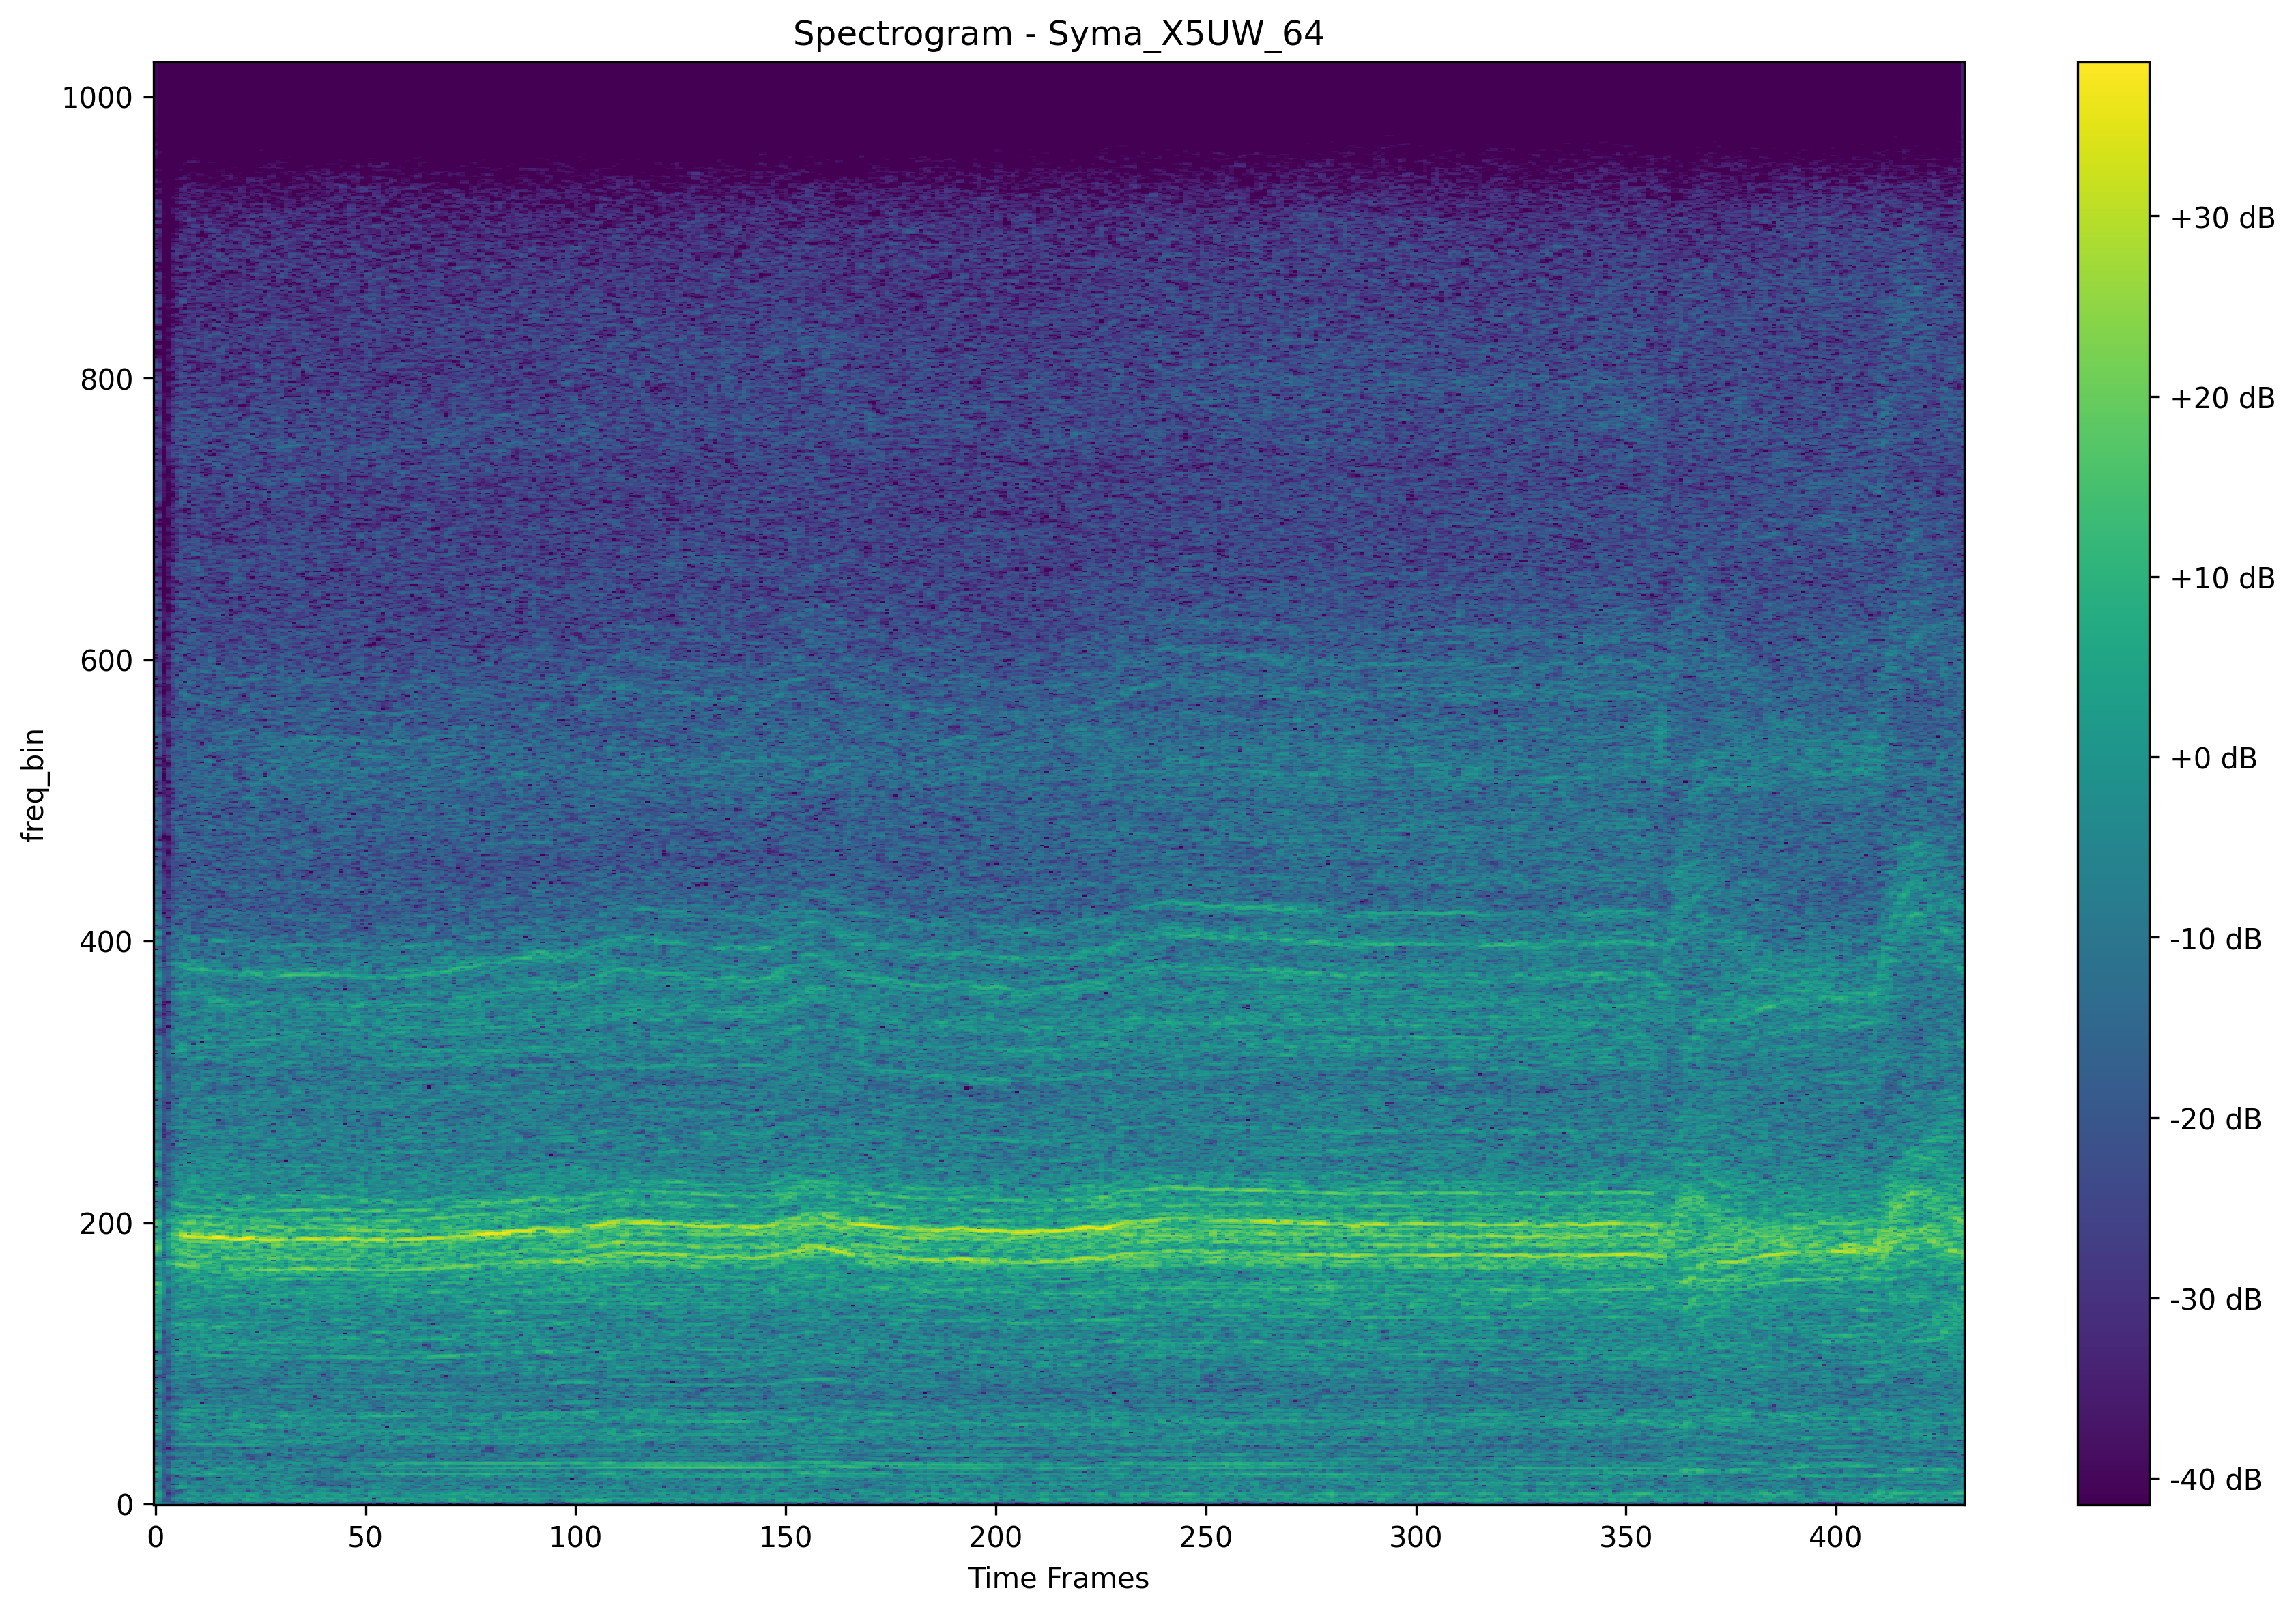 Spectrogram - Syma_X5UW_64
1000
800
600
400
200
0
freq_bin
0 50 100 150 200 250 300 350 400
Time Frames
+30 dB
+20 dB
+10 dB
+0 dB
-10 dB
-20 dB
-30 dB
-40 dB